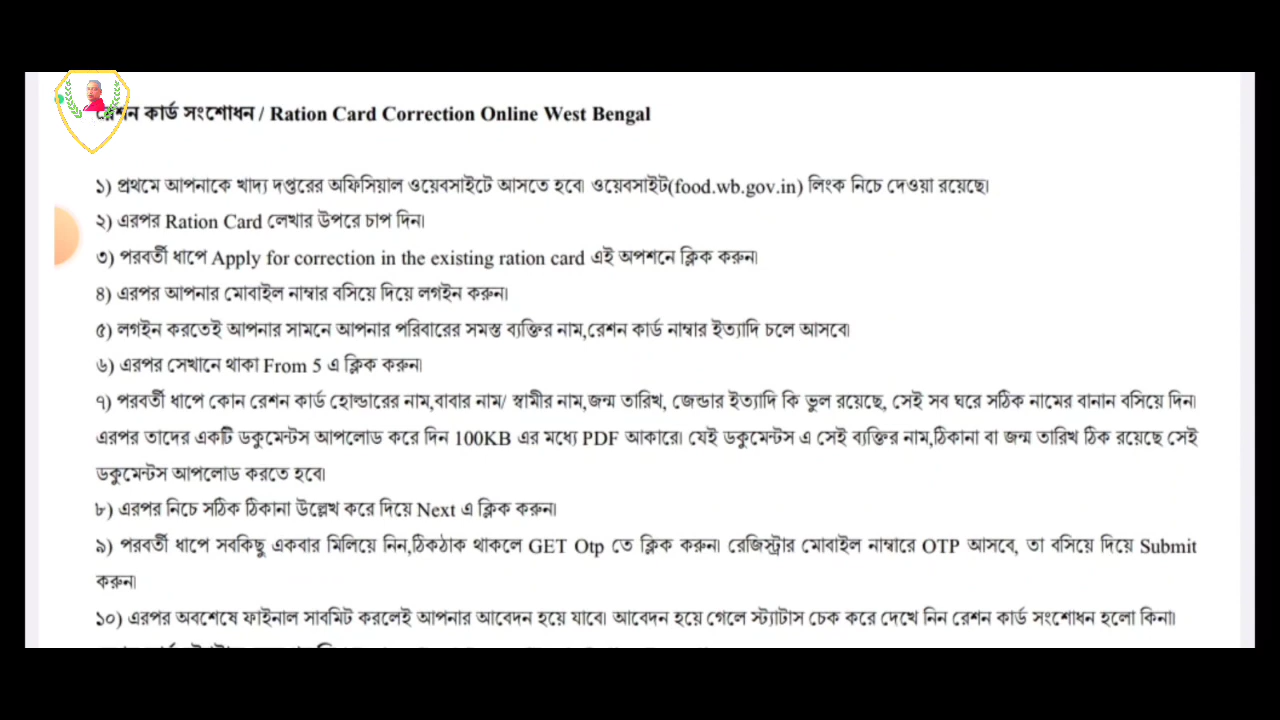 রেশন কার্ড সংশোধন / Ration Card Correction Online West Bengal
১) প্রথমে আপনাকে খাদ্য দপ্তরের অফিসিয়াল ওয়েবসাইটে আসতে হবে। ওয়েবসাইট(food.wb.gov.in) লিংক নিচে দেওয়া রয়েছে।
২) এরপর Ration Card লেখার উপরে চাপ দিন।
৩) পরবর্তী ধাপে Apply for correction in the existing ration card এই অপশনে ক্লিক করুন।
৪) এরপর আপনার মোবাইল নাম্বার বসিয়ে দিয়ে লগইন করুন।
৫) লগইন করতেই আপনার সামনে আপনার পরিবারের সমস্ত ব্যক্তির নাম,রেশন কার্ড নাম্বার ইত্যাদি চলে আসবে।
৬) এরপর সেখানে থাকা From 5 এ ক্লিক করুন।
৭) পরবর্তী ধাপে কোন রেশন কার্ড হোল্ডারের নাম,বাবার নাম/ স্বামীর নাম,জন্ম তারিখ, জেন্ডার ইত্যাদি কি ভুল রয়েছে, সেই সব ঘরে সঠিক নামের বানান বসিয়ে দিন।
এরপর তাদের একটি ডকুমেন্টস আপলোড করে দিন 100KB এর মধ্যে PDF আকারে। যেই ডকুমেন্টস এ সেই ব্যক্তির নাম,ঠিকানা বা জন্ম তারিখ ঠিক রয়েছে সেই
ডকুমেন্টস আপলোড করতে হবে।
৮) এরপর নিচে সঠিক ঠিকানা উল্লেখ করে দিয়ে Next এ ক্লিক করুন।
৯) পরবর্তী ধাপে সবকিছু একবার মিলিয়ে নিন,ঠিকঠাক থাকলে GET Otp তে ক্লিক করুন। রেজিস্ট্রার মোবাইল নাম্বারে OTP আসবে, তা বসিয়ে দিয়ে Submit
করুন।
১০) এরপর অবশেষে ফাইনাল সাবমিট করলেই আপনার আবেদন হয়ে যাবে। আবেদন হয়ে গেলে স্ট্যাটাস চেক করে দেখে নিন রেশন কার্ড সংশোধন হলো কিনা।